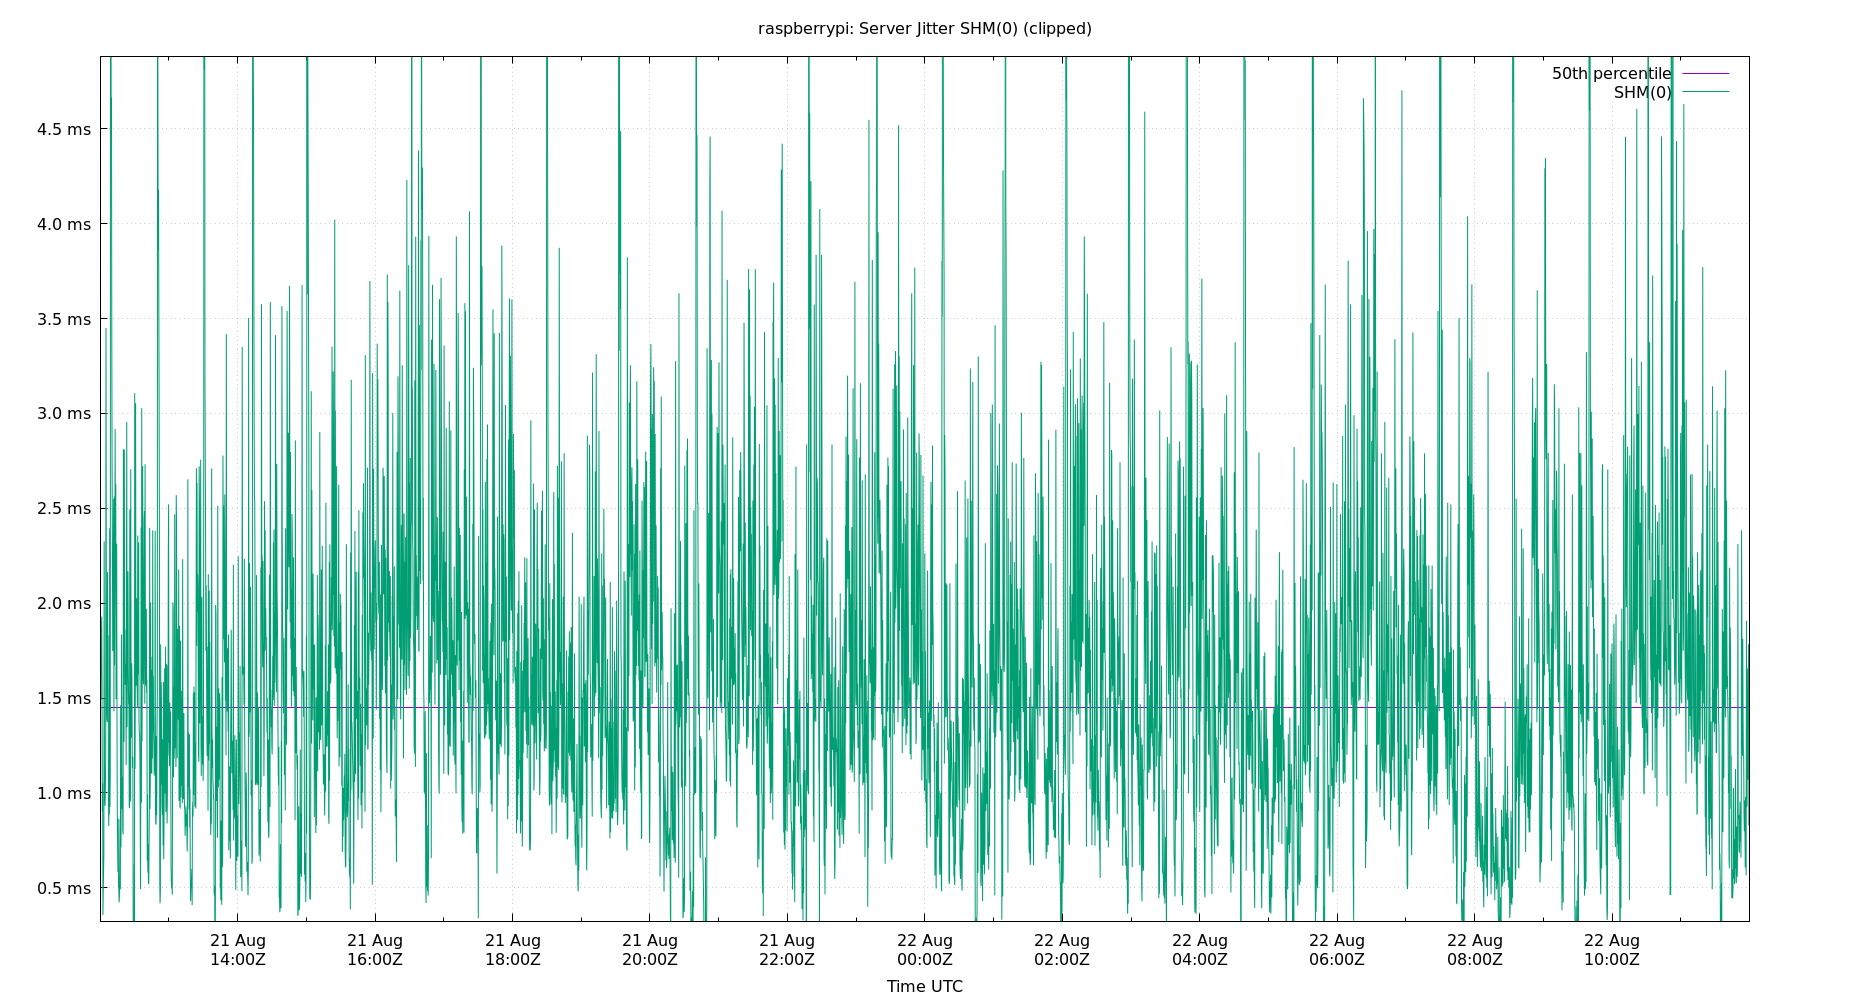 raspberrypi: Server Jitter SHM(0) (clipped)
50th percentile
SHM(0)
4.5 ms
4.0 ms
3.5 ms
3.0 ms
2.5 ms
2.0 ms
1.5 ms
1.0 ms
0.5 ms
21 Aug 21 Aug 21 Aug 21 Aug 21 Aug 22 Aug 22 Aug 22 Aug 22 Aug 22 Aug 22 Aug
14:00Z 16:00Z 18:00Z 20:00Z 22:00Z 00:00Z 02:00Z 04:00Z 06:00Z 08:00Z 10:00Z
Time UTC